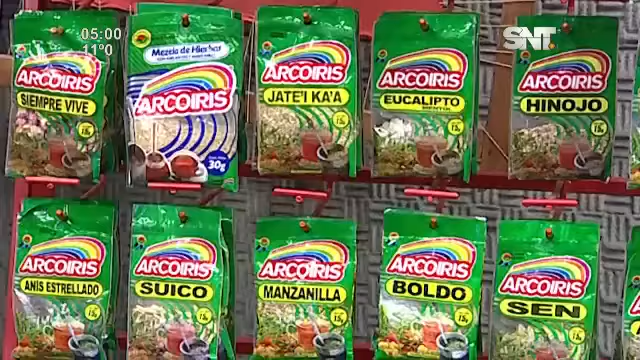 05:00
11°
SNT.
ARCOIRIS
SIEMPRE VIVE
Mezcla de Hierbas
ARCOIRIS
30g
ARCOIRIS
JATE'I KA'A
ARCOIRIS
EUCALIPTO
ARCOIRIS
HINOJO
ARCOIRIS
ANIS ESTRELLADO
ARCOIRIS
SUICO
ARCOIRIS
MANZANILLA
ARCOIRIS
BOLDO
ARCOIRIS
SEN